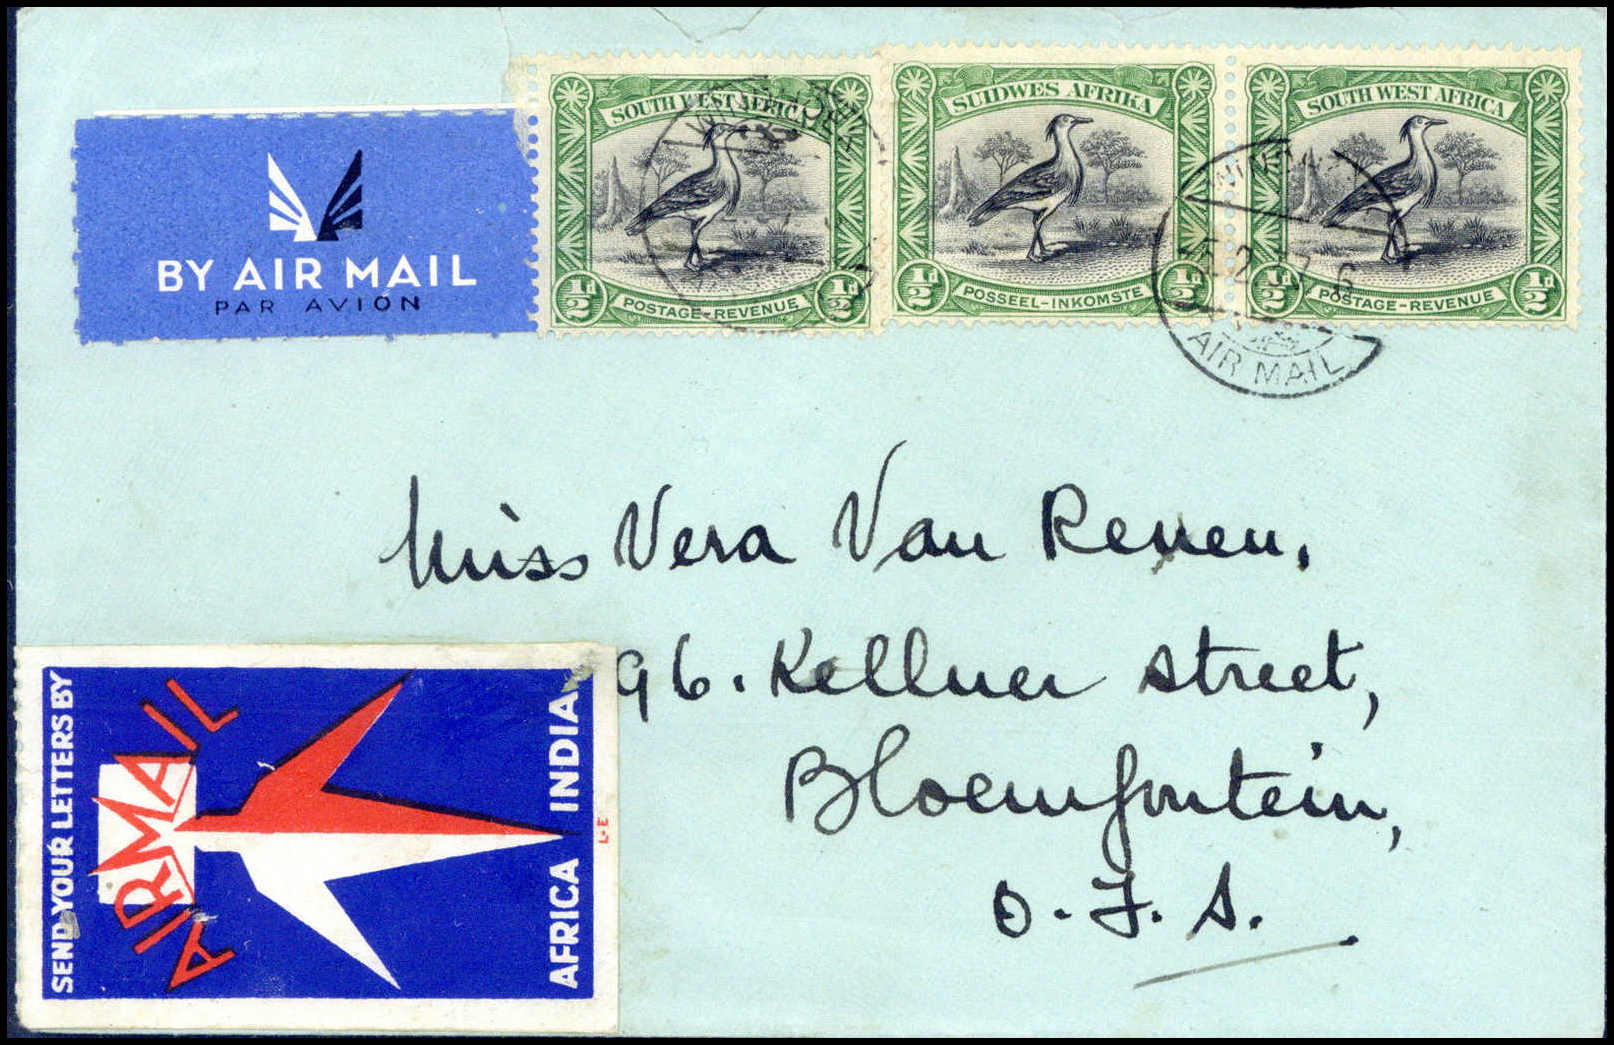 BY AIR MAIL
PAR AVION
SOUTH WEST AFRICA
½d ½d
POSTAGE-REVENUE
SUIDWES AFRIKA
½d ½d
POSSEEL-INKOMSTE
SOUTH WEST AFRICA
½d ½d
POSTAGE-REVENUE
AIR MAIL
Miss Vera Van Renen,
96. Kellner Street,
Bloemfontein,
O.F.S.
SEND YOUR LETTERS BY
AIRMAIL
AFRICA INDIA
L·E